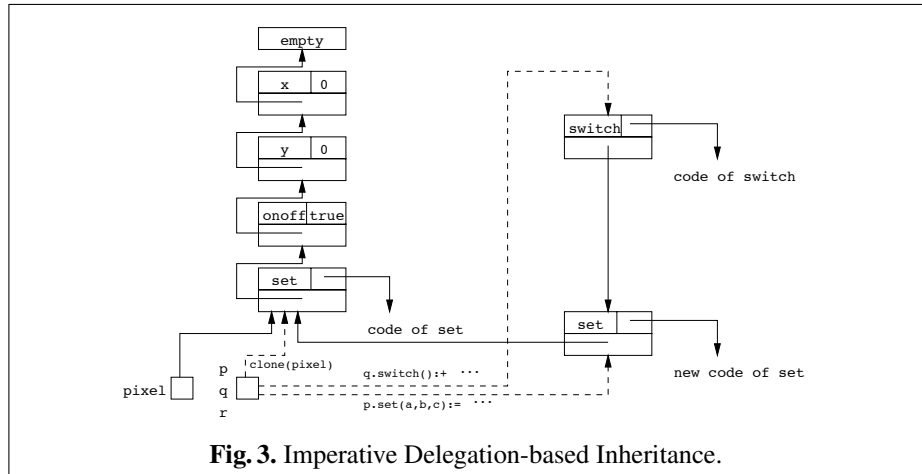 empty
x 0
y 0
onoff true
set
code of set
switch
code of switch
set
new code of set
pixel
p
q
r
clone(pixel)
q.switch():+ ...
p.set(a,b,c):= ...
Fig. 3. Imperative Delegation-based Inheritance.